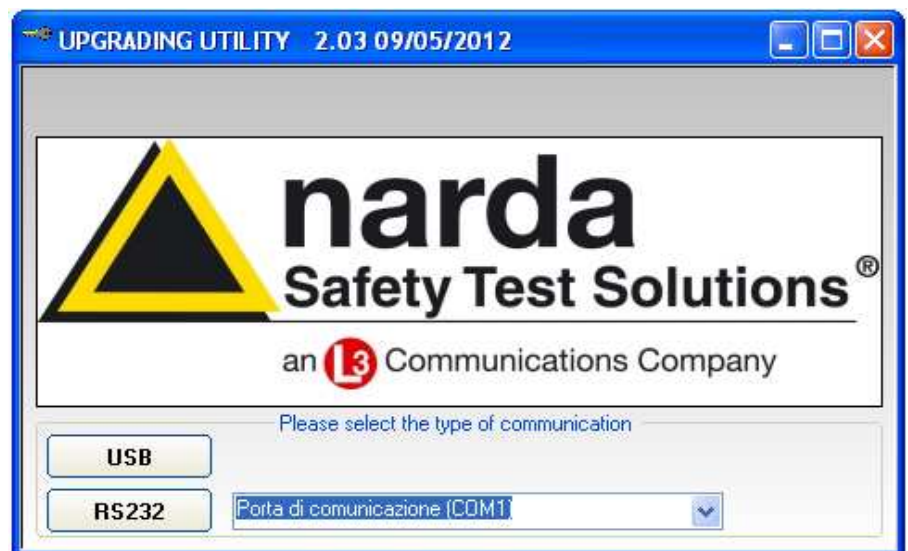 UPGRADING UTILITY 2.03 09/05/2012
narda
Safety Test Solutions®
an L3 Communications Company
Please select the type of communication
USB
RS232 Porta di comunicazione (COM1)